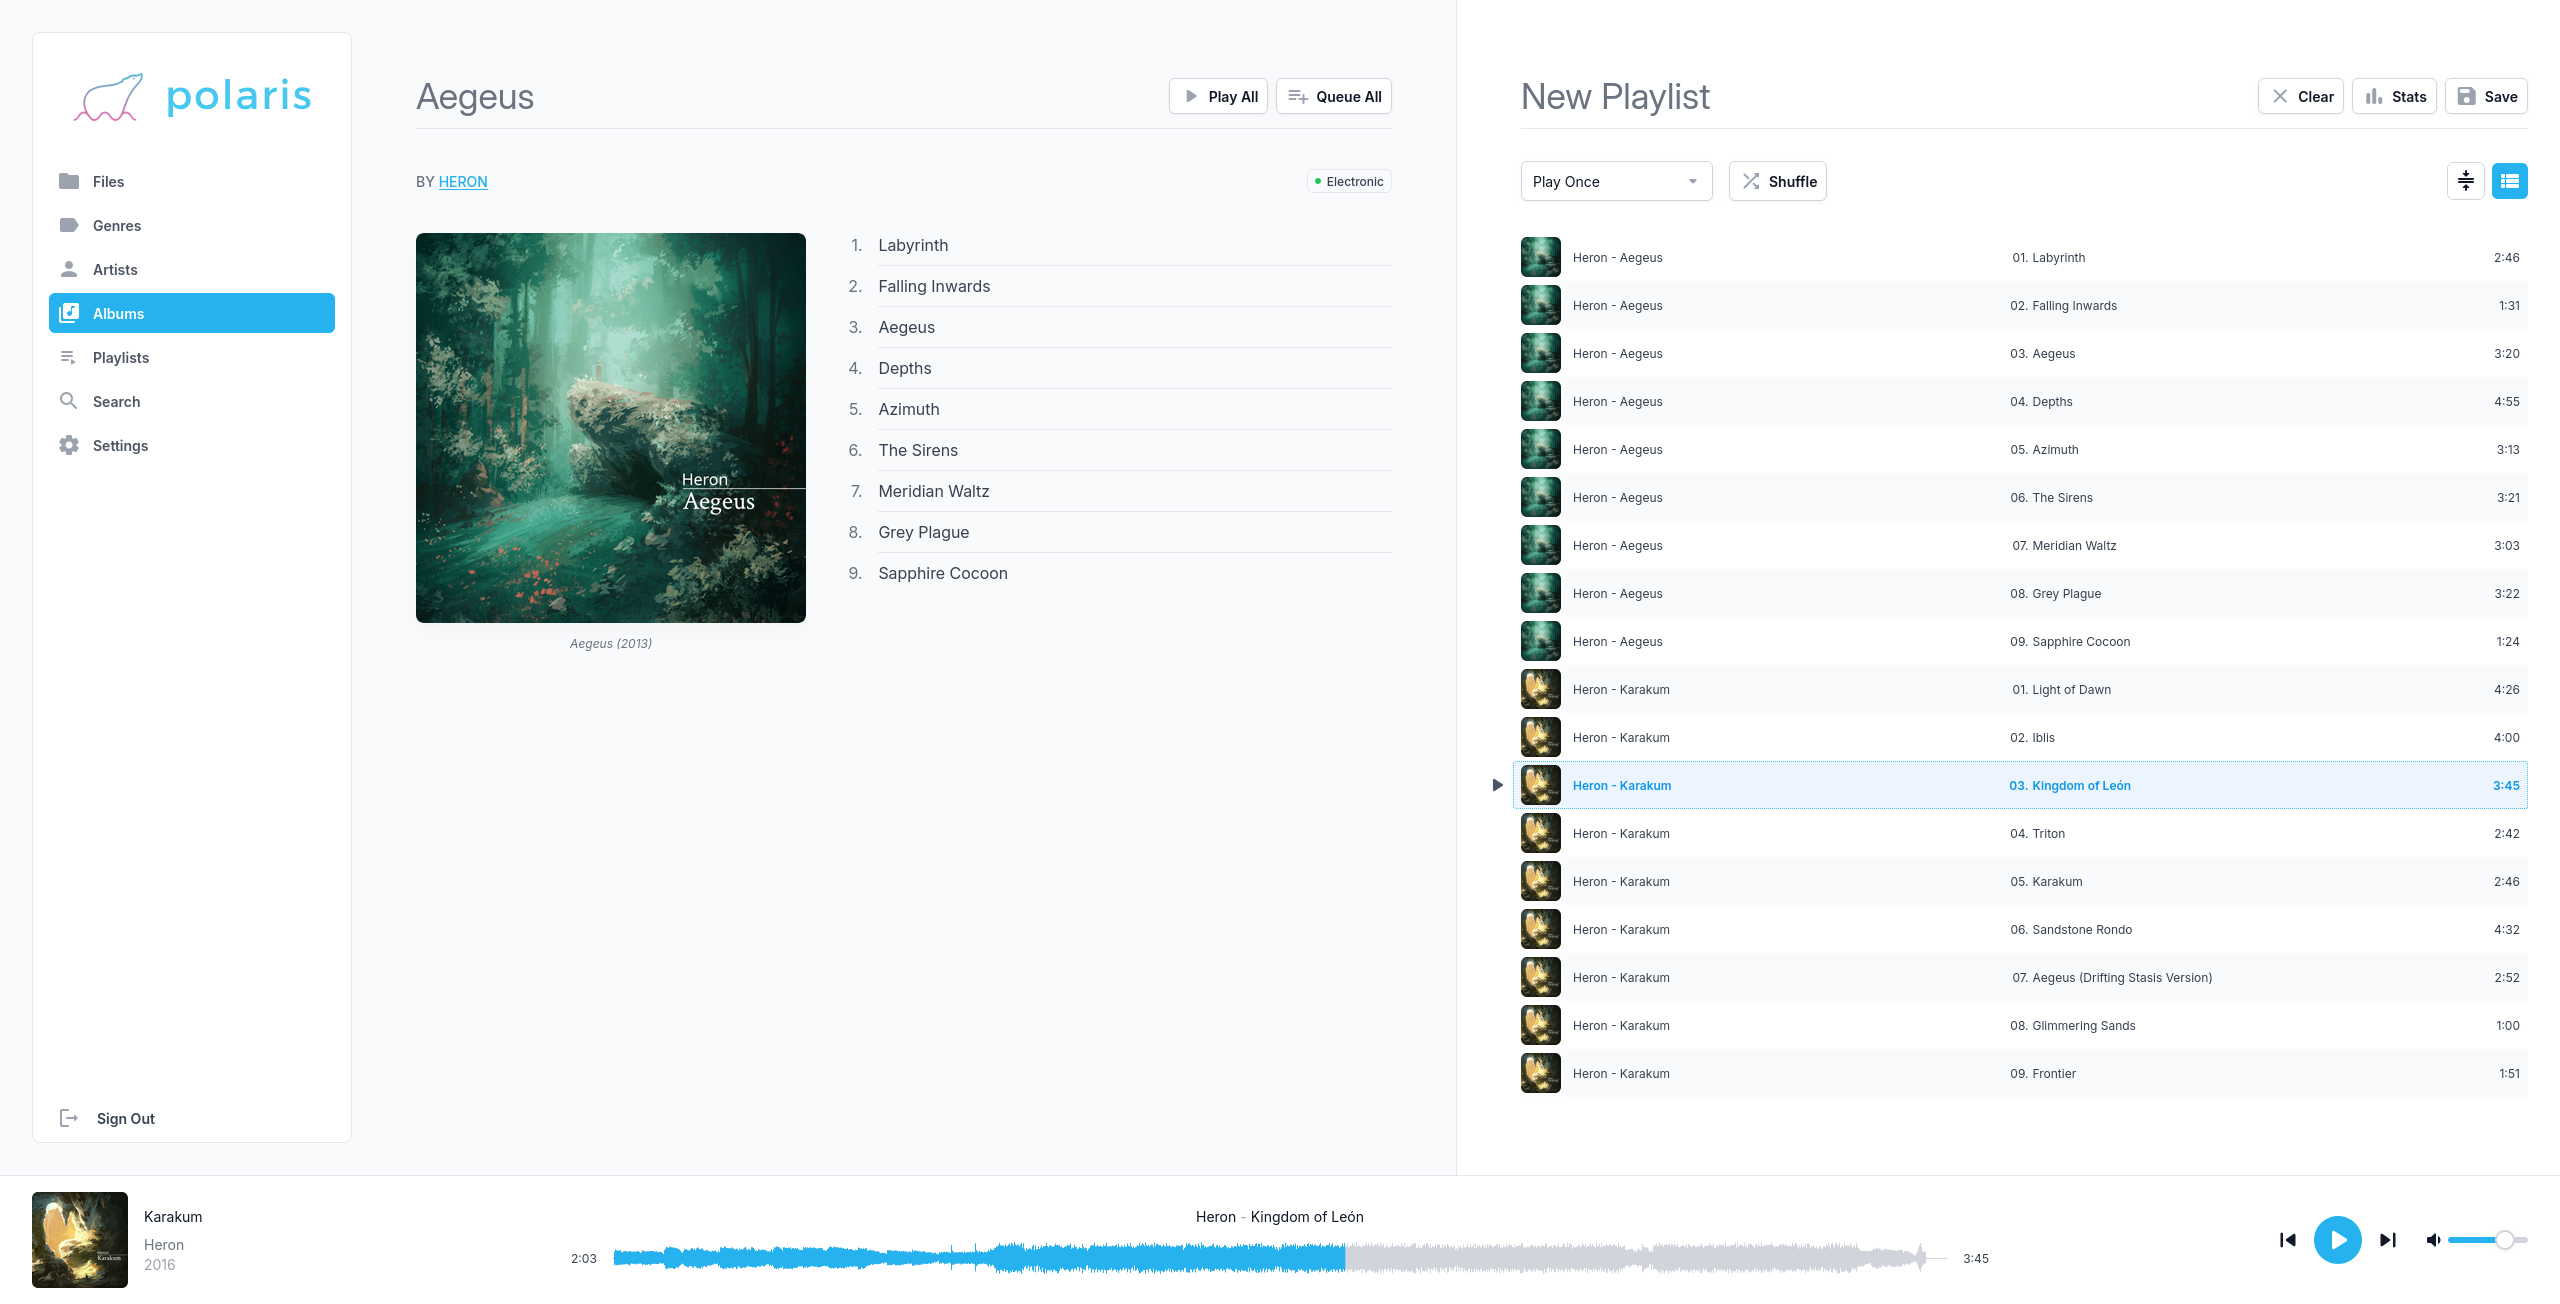 polaris
Files
Genres
Artists
Albums
Playlists
Search
Settings
Sign Out
Aegeus
Play All
Queue All
BY HERON
Electronic
Heron
Aegeus
Aegeus (2013)
1. Labyrinth
2. Falling Inwards
3. Aegeus
4. Depths
5. Azimuth
6. The Sirens
7. Meridian Waltz
8. Grey Plague
9. Sapphire Cocoon
New Playlist
Clear
Stats
Save
Play Once
Shuffle
Heron - Aegeus 01. Labyrinth 2:46
Heron - Aegeus 02. Falling Inwards 1:31
Heron - Aegeus 03. Aegeus 3:20
Heron - Aegeus 04. Depths 4:55
Heron - Aegeus 05. Azimuth 3:13
Heron - Aegeus 06. The Sirens 3:21
Heron - Aegeus 07. Meridian Waltz 3:03
Heron - Aegeus 08. Grey Plague 3:22
Heron - Aegeus 09. Sapphire Cocoon 1:24
Heron - Karakum 01. Light of Dawn 4:26
Heron - Karakum 02. Iblis 4:00
Heron - Karakum 03. Kingdom of León 3:45
Heron - Karakum 04. Triton 2:42
Heron - Karakum 05. Karakum 2:46
Heron - Karakum 06. Sandstone Rondo 4:32
Heron - Karakum 07. Aegeus (Drifting Stasis Version) 2:52
Heron - Karakum 08. Glimmering Sands 1:00
Heron - Karakum 09. Frontier 1:51
Karakum
Karakum
Heron
2016
Heron - Kingdom of León
2:03
3:45